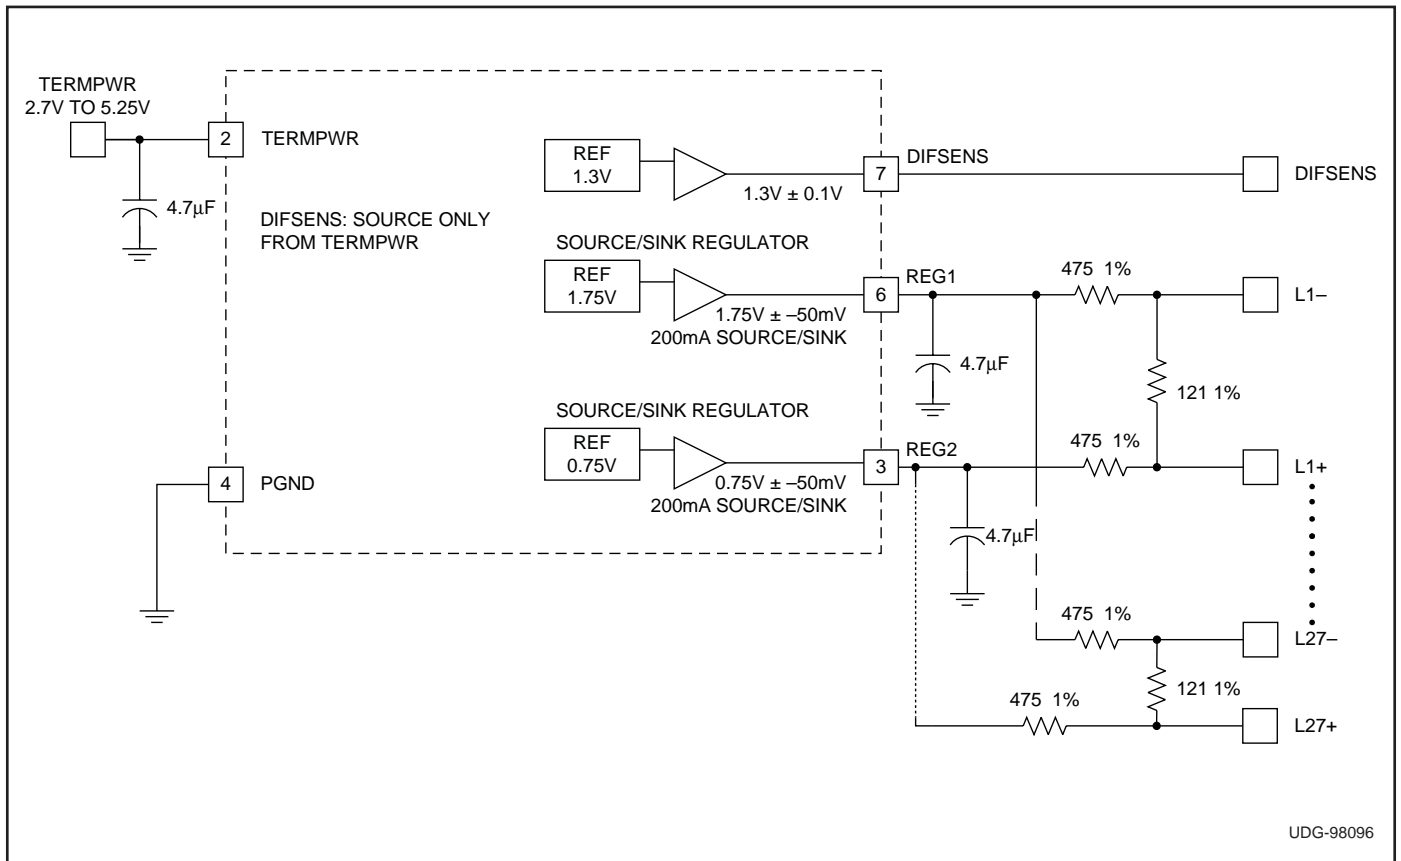 TERMPWR
2.7V TO 5.25V
2
TERMPWR
4.7µF
DIFSENS: SOURCE ONLY
FROM TERMPWR
REF
1.3V
1.3V ± 0.1V
7
DIFSENS
DIFSENS
SOURCE/SINK REGULATOR
REF
1.75V
1.75V ± –50mV
200mA SOURCE/SINK
6
REG1
475 1%
L1–
4.7µF
121 1%
SOURCE/SINK REGULATOR
REF
0.75V
0.75V ± –50mV
200mA SOURCE/SINK
3
REG2
475 1%
L1+
4
PGND
4.7µF
475 1%
L27–
121 1%
475 1%
L27+
UDG-98096